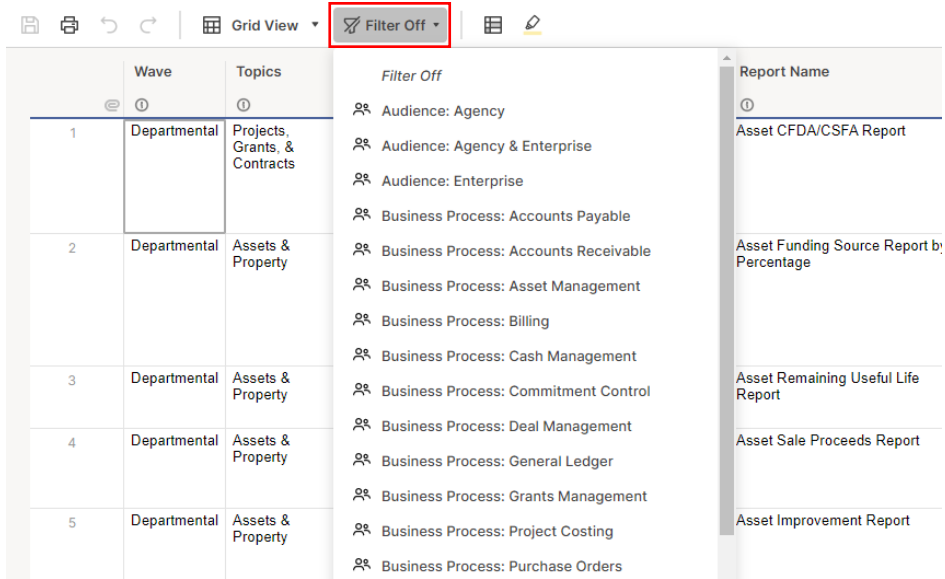 Grid View
Filter Off
Wave
Topics
Report Name
Filter Off
Audience: Agency
Audience: Agency & Enterprise
Audience: Enterprise
Business Process: Accounts Payable
Business Process: Accounts Receivable
Business Process: Asset Management
Business Process: Billing
Business Process: Cash Management
Business Process: Commitment Control
Business Process: Deal Management
Business Process: General Ledger
Business Process: Grants Management
Business Process: Project Costing
Business Process: Purchase Orders
1
Departmental
Projects,
Grants, &
Contracts
Asset CFDA/CSFA Report
2
Departmental
Assets &
Property
Asset Funding Source Report by
Percentage
3
Departmental
Assets &
Property
Asset Remaining Useful Life
Report
4
Departmental
Assets &
Property
Asset Sale Proceeds Report
5
Departmental
Assets &
Property
Asset Improvement Report